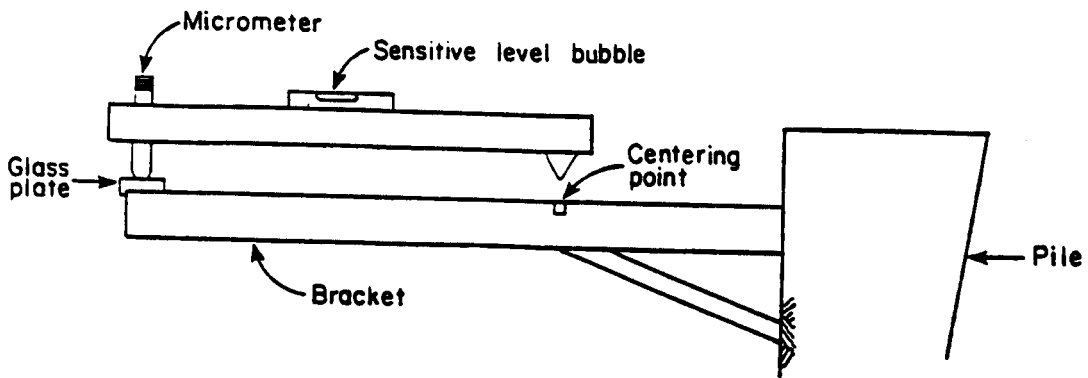 Micrometer
Sensitive level bubble
Glass
plate
Centering
point
Bracket
Pile